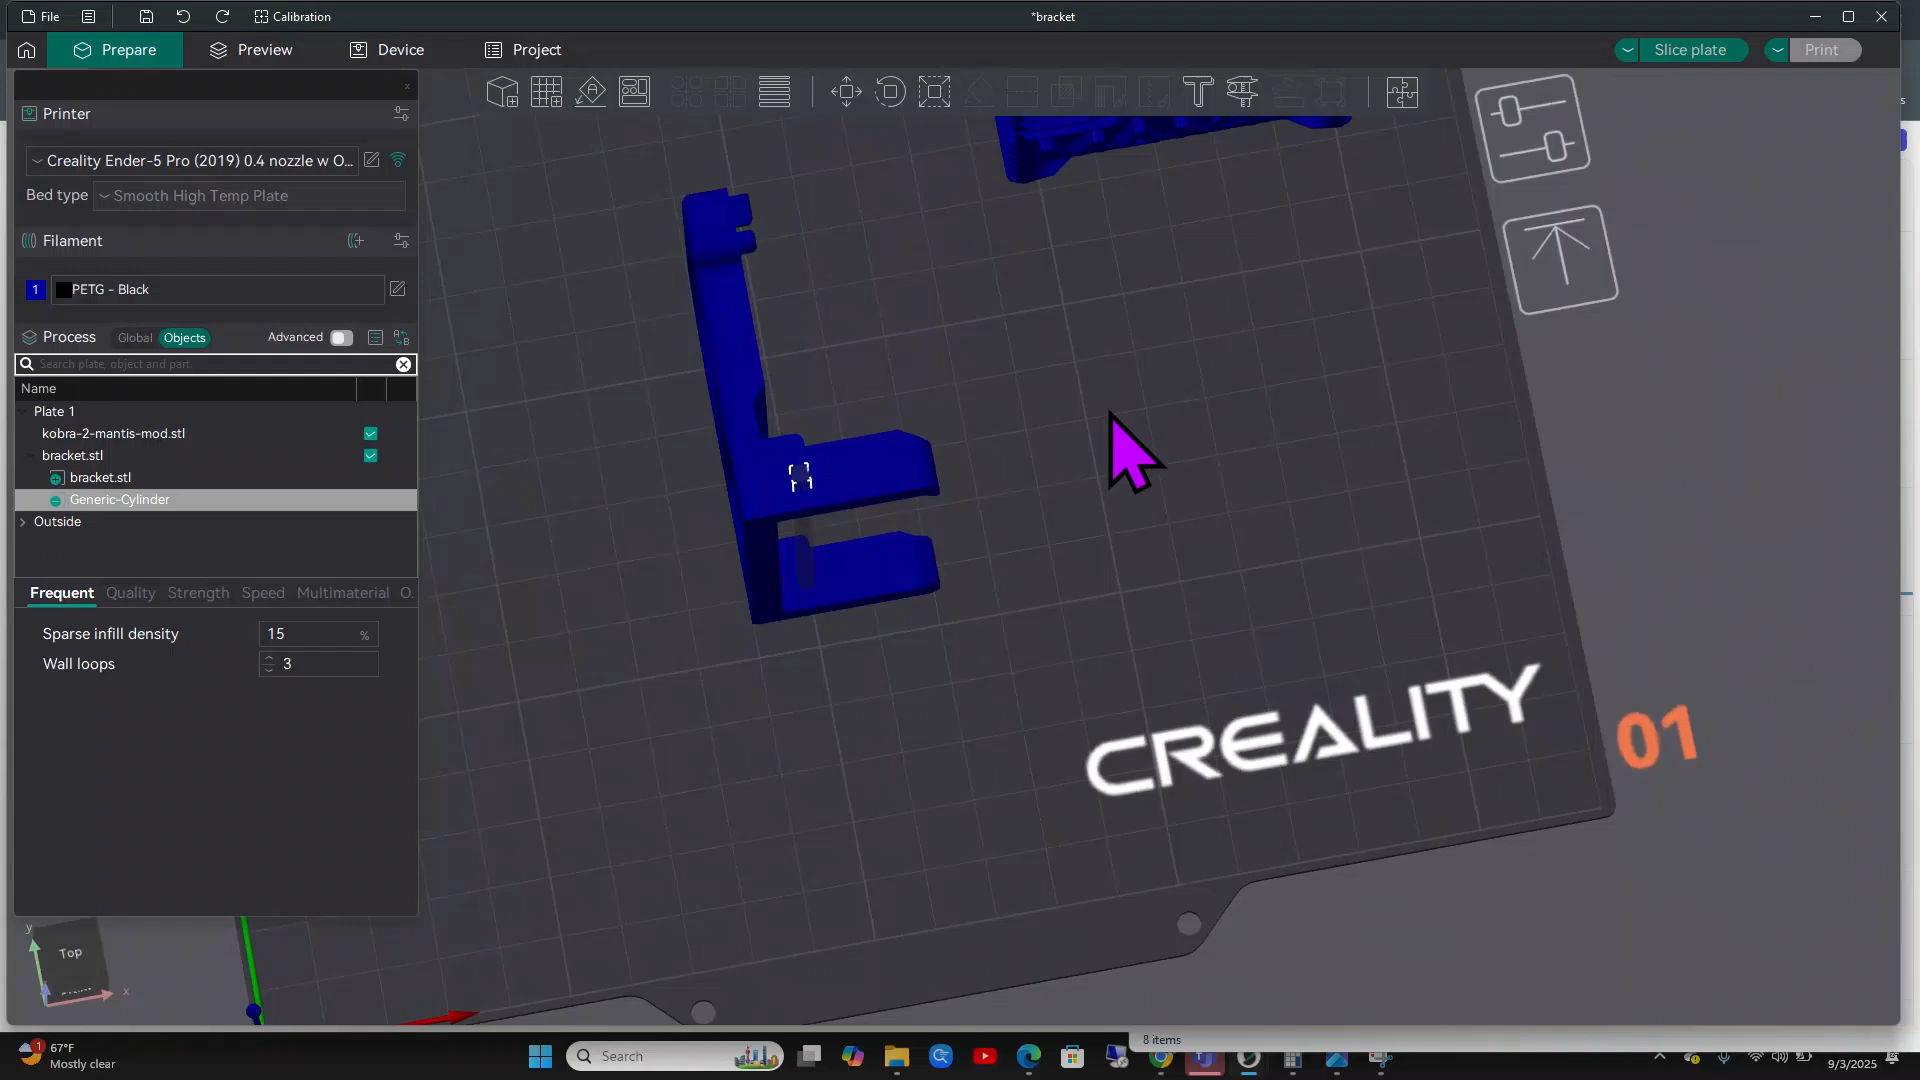 File
Calibration
*bracket
Prepare
Preview
Device
Project
Slice plate
Print
Printer
Creality Ender-5 Pro (2019) 0.4 nozzle w O...
Bed type
Smooth High Temp Plate
Filament
1
PETG - Black
Process
Global
Objects
Advanced
Search plate, object and part.
Name
Plate 1
kobra-2-mantis-mod.stl
bracket.stl
bracket.stl
Generic-Cylinder
Outside
Frequent
Quality
Strength
Speed
Multimaterial
O.
Sparse infill density
15
%
Wall loops
3
CREALITY
01
y
Top
x
8 items
1
67°F
Mostly clear
Search
9/3/2025